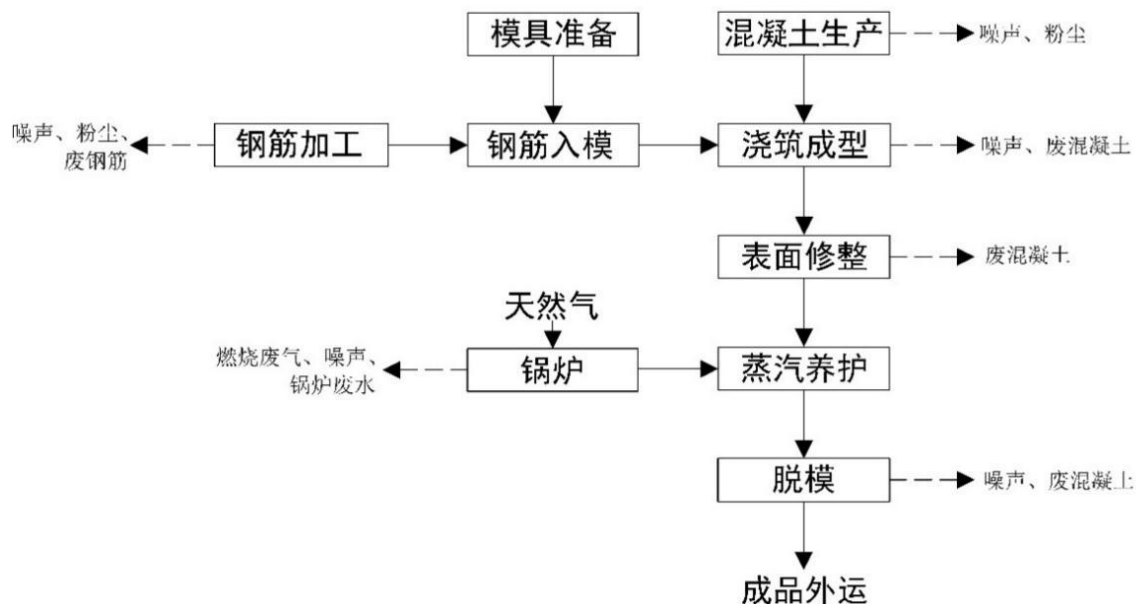 模具准备
混凝土生产
噪声、粉尘
噪声、粉尘、
废钢筋
钢筋加工
钢筋入模
浇筑成型
噪声、废混凝土
表面修整
废混凝土
天然气
燃烧废气、噪声、
锅炉废水
锅炉
蒸汽养护
脱模
噪声、废混凝土
成品外运